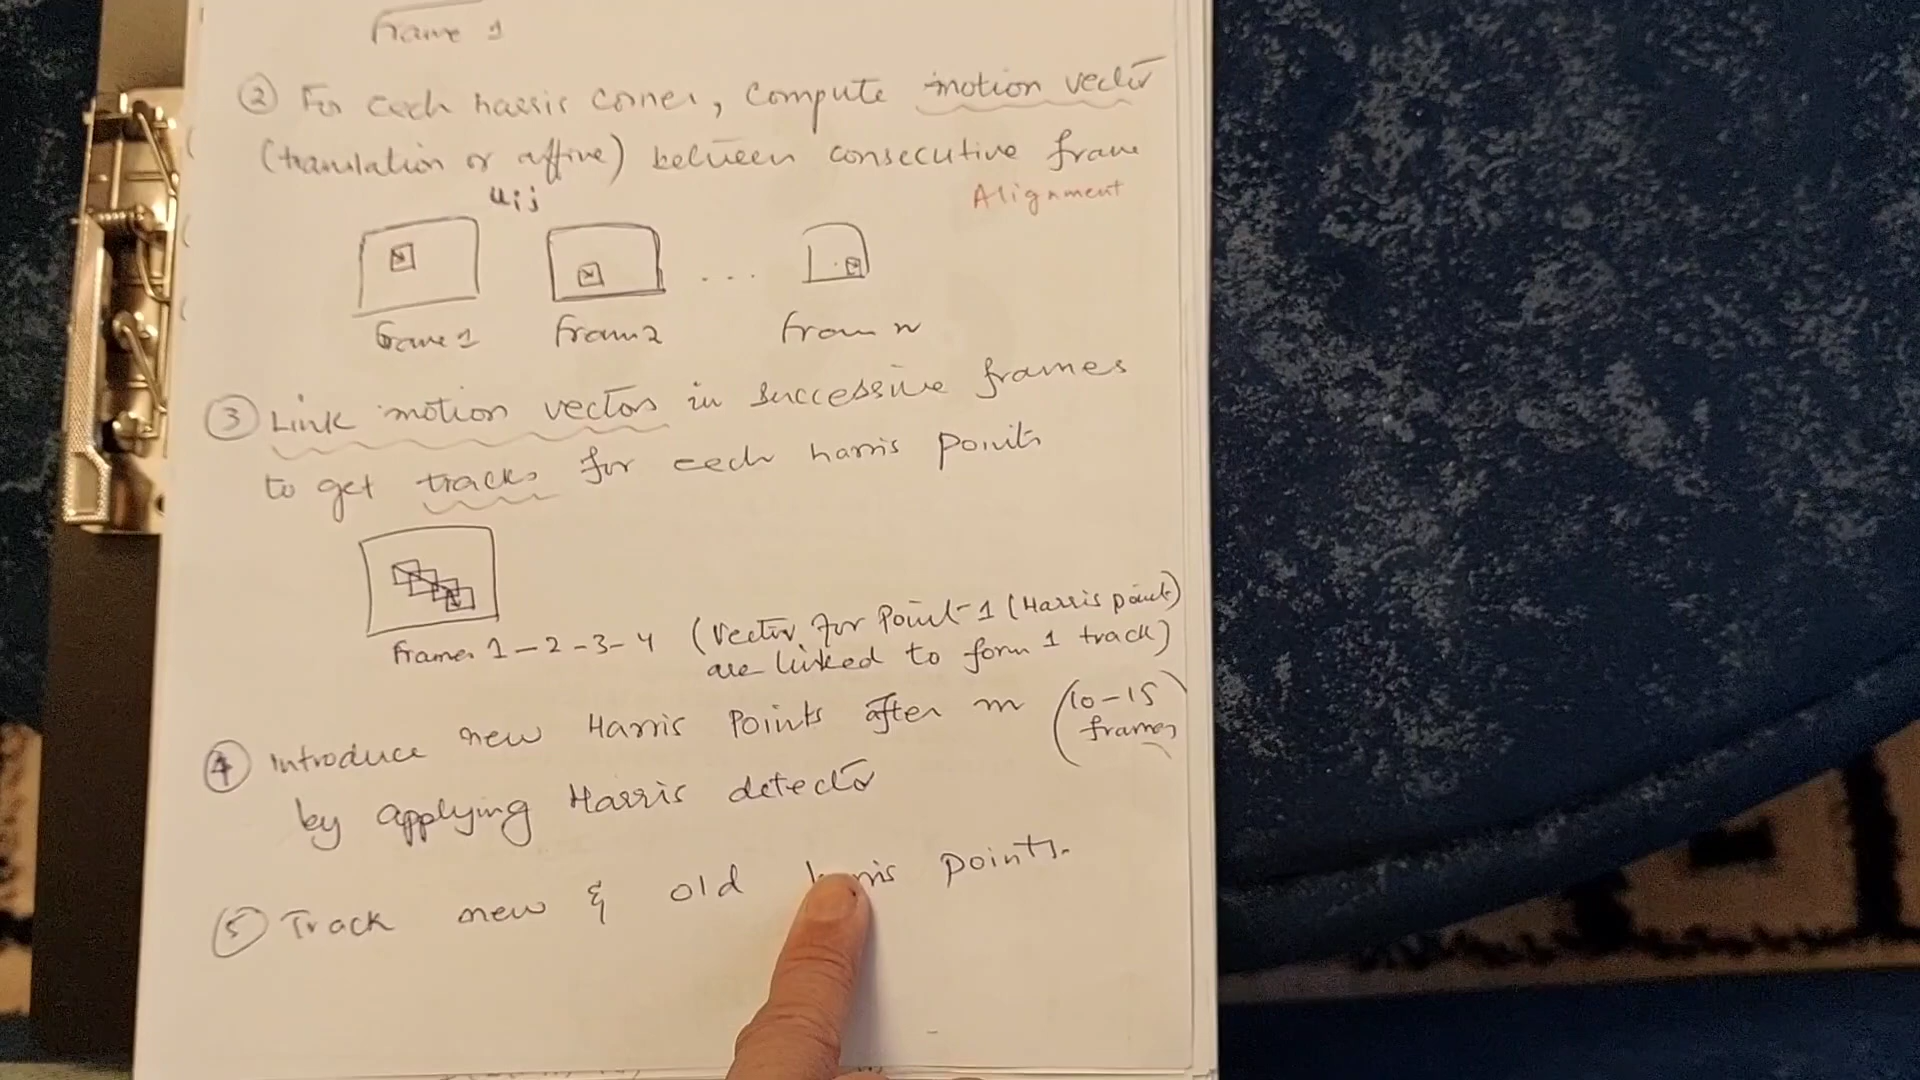 Frame 1
② For each harris corner, compute motion vector
(translation or affine) between consecutive frame
Alignment
uij
Frame 1 Fram 2 ... Fram n
③ Link motion vectors in successive frames
to get tracks for each harris points
Frames 1-2-3-4 (Vector for Point-1 (Harris point)
are linked to form 1 track)
④ Introduce new Harris Points after m (10-15 frames)
by applying Harris detector
⑤ Track new & old points.